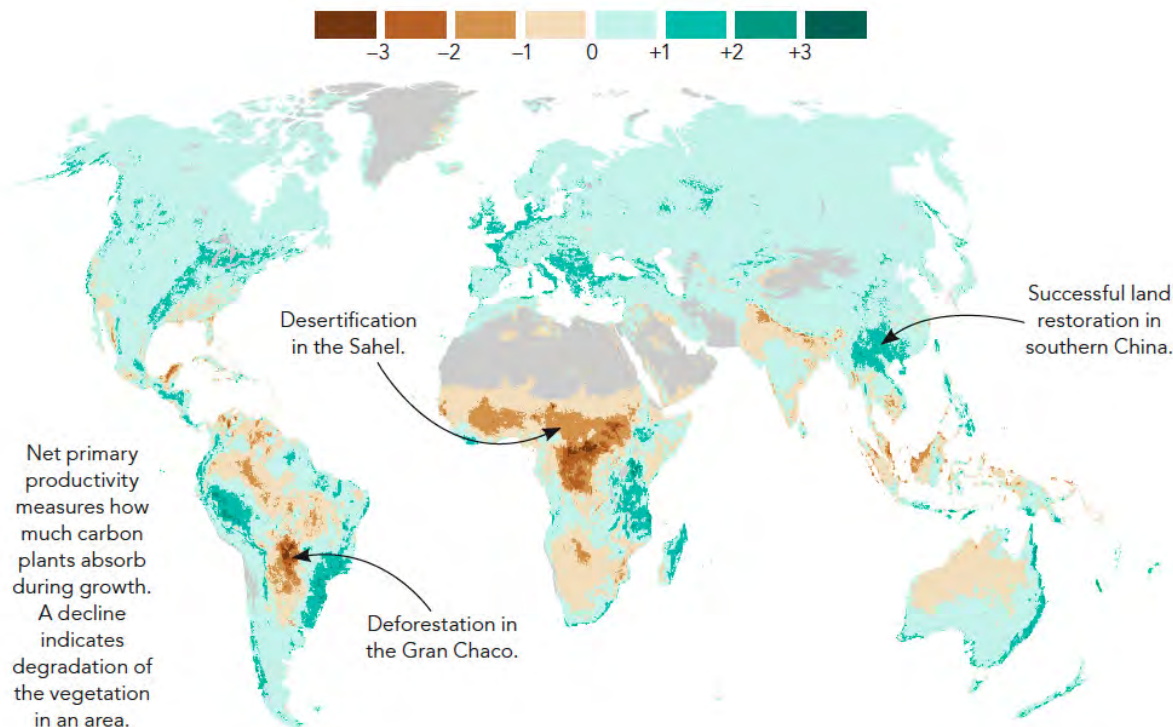 −3 −2 −1 0 +1 +2 +3
Desertification
in the Sahel.
Successful land
restoration in
southern China.
Net primary
productivity
measures how
much carbon
plants absorb
during growth.
A decline
indicates
degradation of
the vegetation
in an area.
Deforestation in
the Gran Chaco.